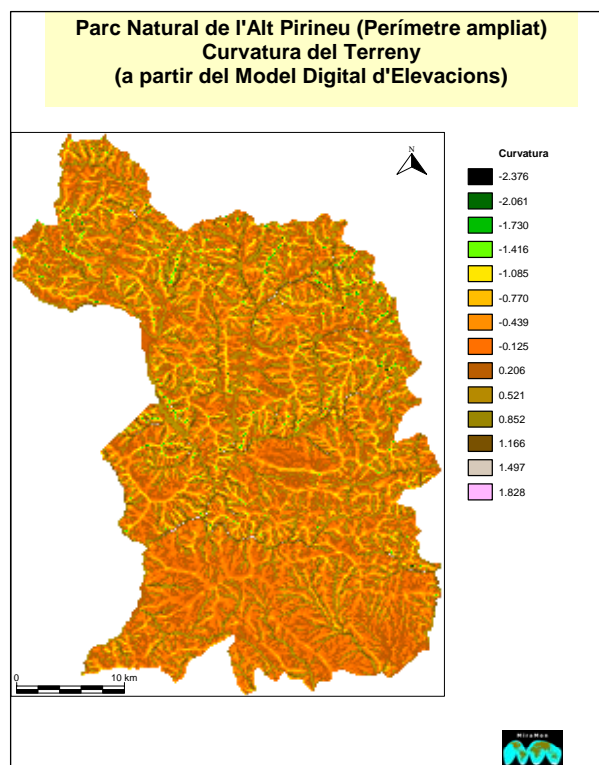 Parc Natural de l'Alt Pirineu (Perímetre ampliat)
Curvatura del Terreny
(a partir del Model Digital d'Elevacions)
N
Curvatura
-2.376
-2.061
-1.730
-1.416
-1.085
-0.770
-0.439
-0.125
0.206
0.521
0.852
1.166
1.497
1.828
0 10 km
MiraMon